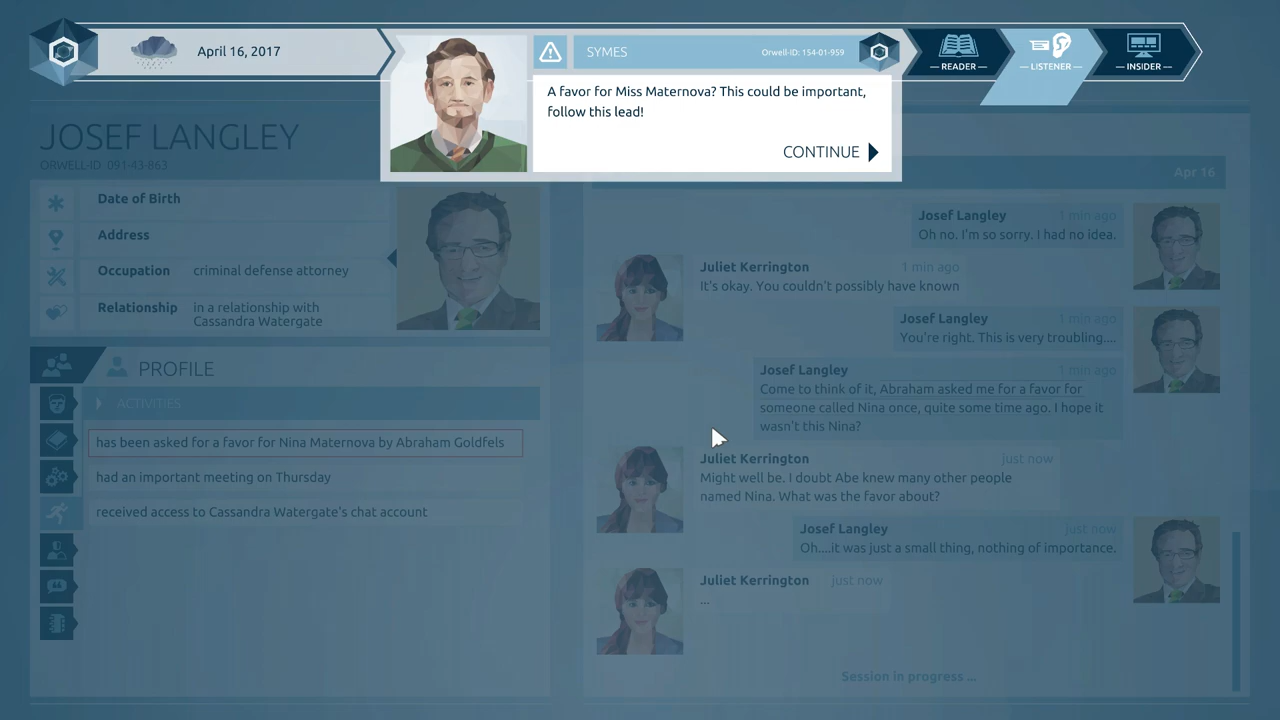 April 16, 2017
SYMES
Orwell-ID: 154-01-959
A favor for Miss Maternova? This could be important,
follow this lead!
CONTINUE
— READER —
— LISTENER —
— INSIDER —
JOSEF LANGLEY
ORWELL-ID 091-43-863
Date of Birth
Address
Occupation criminal defense attorney
Relationship in a relationship with
Cassandra Watergate
PROFILE
ACTIVITIES
has been asked for a favor for Nina Maternova by Abraham Goldfels
had an important meeting on Thursday
received access to Cassandra Watergate's chat account
Apr 16
Josef Langley 1 min ago
Oh no. I'm so sorry. I had no idea.
Juliet Kerrington 1 min ago
It's okay. You couldn't possibly have known
Josef Langley 1 min ago
You're right. This is very troubling....
Josef Langley 1 min ago
Come to think of it, Abraham asked me for a favor for
someone called Nina once, quite some time ago. I hope it
wasn't this Nina?
Juliet Kerrington just now
Might well be. I doubt Abe knew many other people
named Nina. What was the favor about?
Josef Langley just now
Oh....it was just a small thing, nothing of importance.
Juliet Kerrington just now
...
Session in progress ...